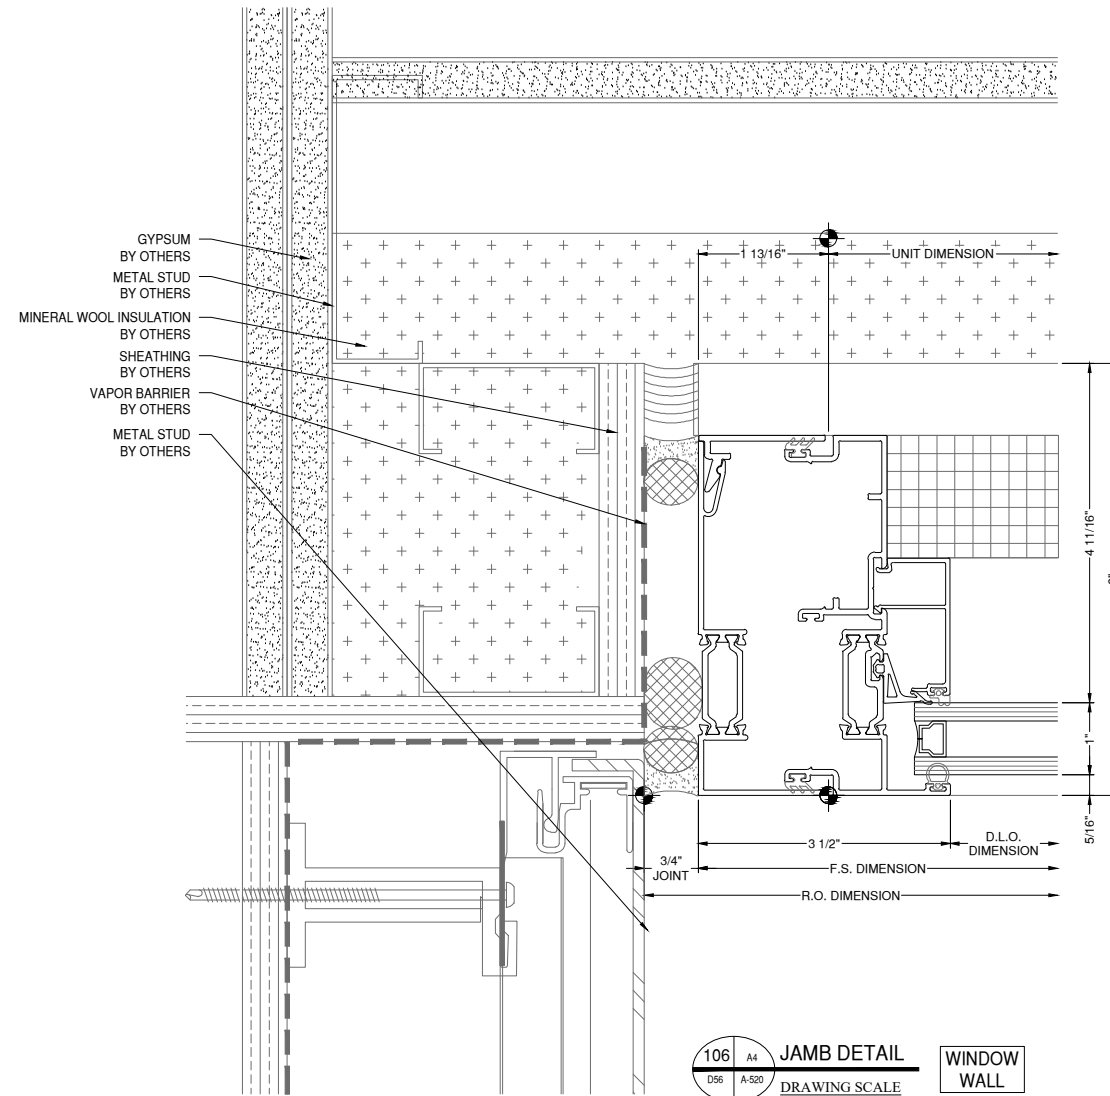 GYPSUM
BY OTHERS
METAL STUD
BY OTHERS
MINERAL WOOL INSULATION
BY OTHERS
SHEATHING
BY OTHERS
VAPOR BARRIER
BY OTHERS
METAL STUD
BY OTHERS
1 13/16"
UNIT DIMENSION
4 11/16"
1"
5/16"
3 1/2"
D.L.O.
DIMENSION
3/4"
JOINT
F.S. DIMENSION
R.O. DIMENSION
106
A4
D56
A-520
JAMB DETAIL
DRAWING SCALE
WINDOW
WALL